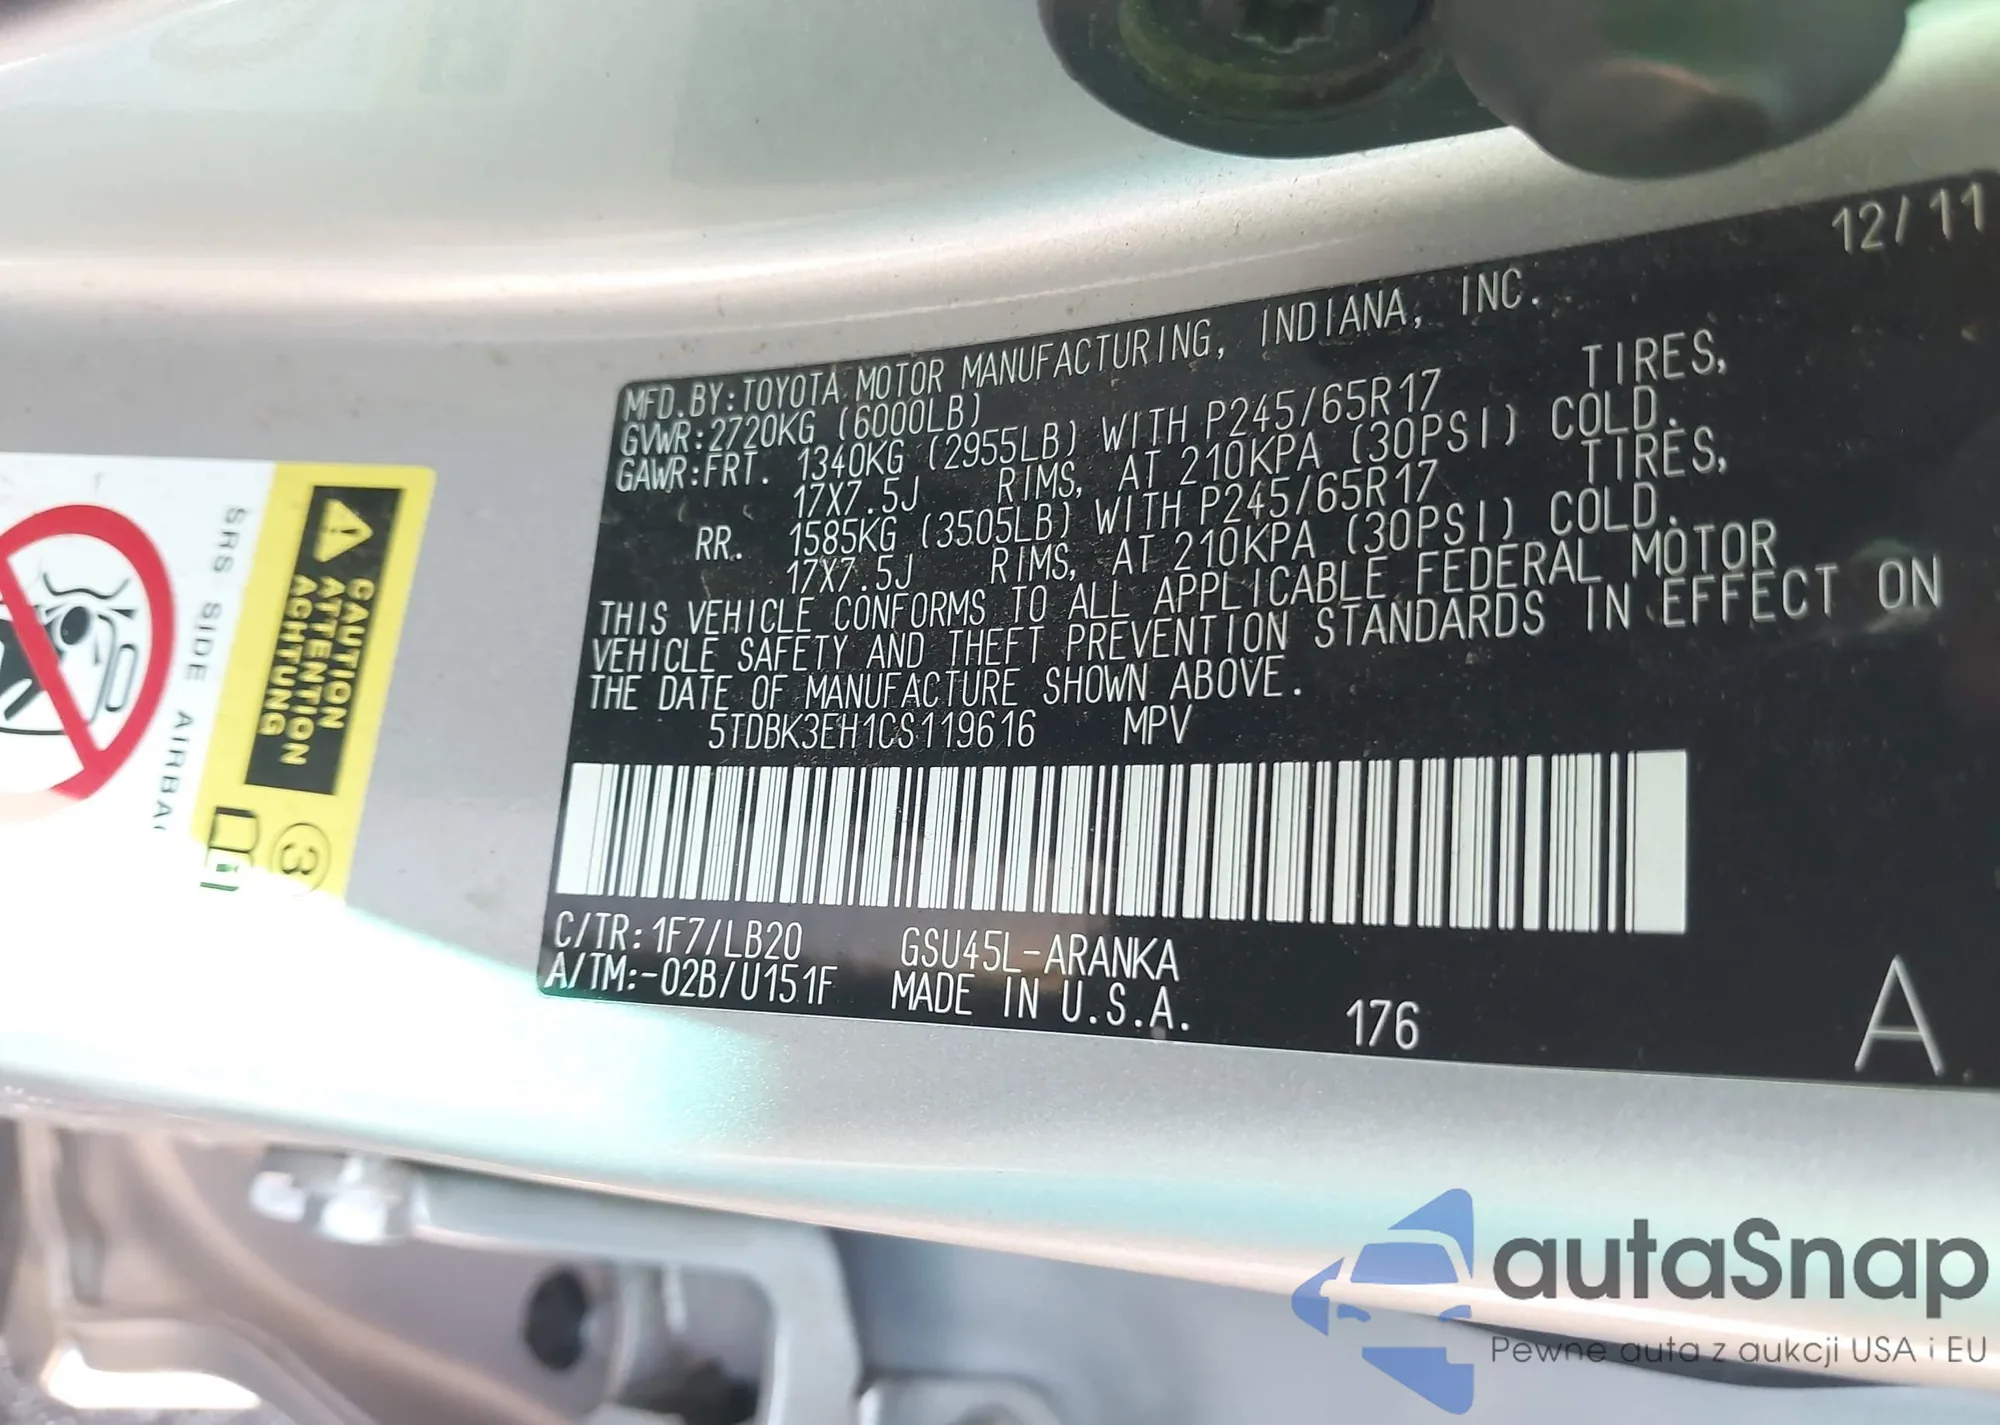 12/11
MFD.BY:TOYOTA MOTOR MANUFACTURING, INDIANA, INC.
GVWR:2720KG (6000LB)
GAWR:FRT. 1340KG (2955LB) WITH P245/65R17 TIRES,
17X7.5J RIMS, AT 210KPA (30PSI) COLD.
RR. 1585KG (3505LB) WITH P245/65R17 TIRES,
17X7.5J RIMS, AT 210KPA (30PSI) COLD.
THIS VEHICLE CONFORMS TO ALL APPLICABLE FEDERAL MOTOR
VEHICLE SAFETY AND THEFT PREVENTION STANDARDS IN EFFECT ON
THE DATE OF MANUFACTURE SHOWN ABOVE.
5TDBK3EH1CS119616 MPV
C/TR:1F7/LB20 GSU45L-ARANKA
A/TM:-02B/U151F MADE IN U.S.A.
176
A
CAUTION
ATTENTION
ACHTUNG
3
i
SRS SIDE AIRBAG
autaSnap
Pewne auta z aukcji USA i EU